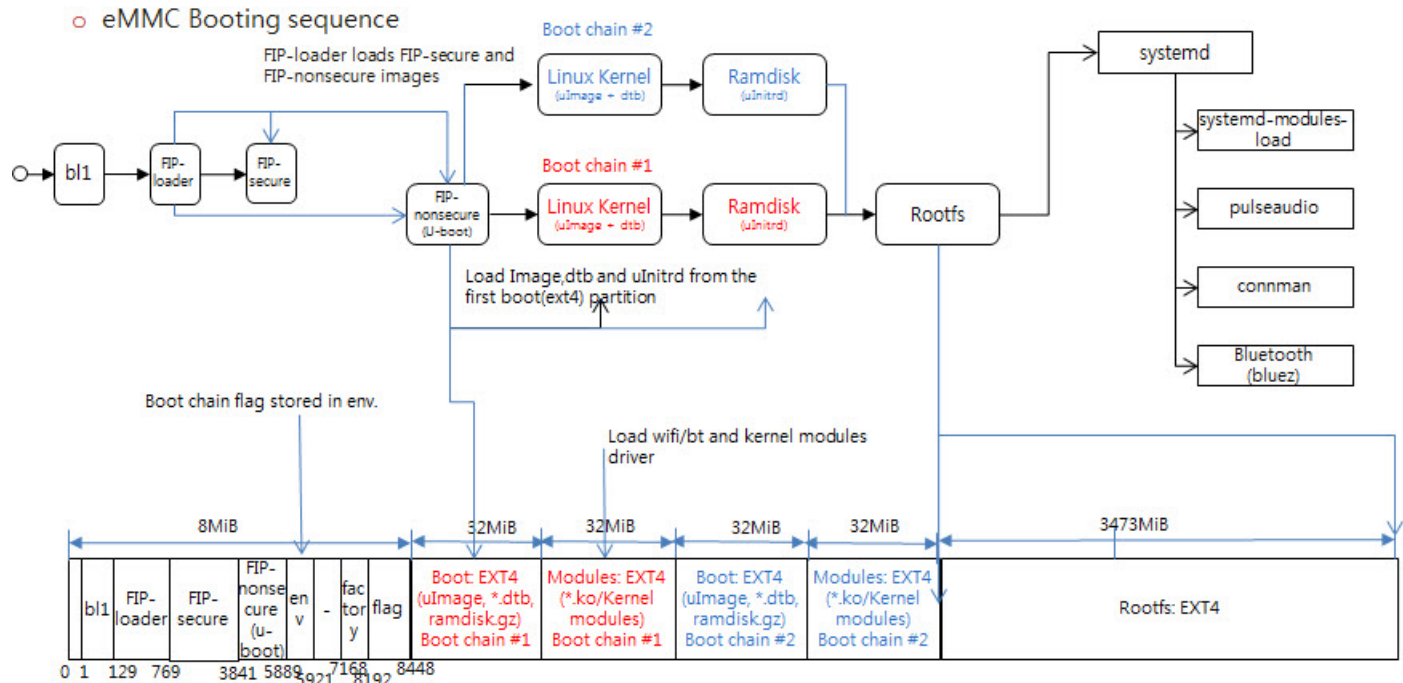 eMMC Booting sequence
FIP-loader loads FIP-secure and
FIP-nonsecure images
Boot chain #2
Linux Kernel
(uImage + dtb)
Ramdisk
(uInitrd)
systemd
systemd-modules-
load
pulseaudio
connman
Bluetooth
(bluez)
bl1
FIP-
loader
FIP-
secure
FIP-
nonsecure
(U-boot)
Boot chain #1
Linux Kernel
(uImage + dtb)
Ramdisk
(uInitrd)
Rootfs
Load Image,dtb and uInitrd from the
first boot(ext4) partition
Boot chain flag stored in env.
Load wifi/bt and kernel modules
driver
8MiB
32MiB
32MiB
32MiB
32MiB
3473MiB
bl1
FIP-
loader
FIP-
secure
FIP-
nonse
cure
(u-
boot)
en
v
-
fac
tor
y
flag
Boot: EXT4
(uImage, *.dtb,
ramdisk.gz)
Boot chain #1
Modules: EXT4
(*.ko/Kernel
modules)
Boot chain #1
Boot: EXT4
(uImage, *.dtb,
ramdisk.gz)
Boot chain #2
Modules: EXT4
(*.ko/Kernel
modules)
Boot chain #2
Rootfs: EXT4
0 1 129 769 3841 5889 5921 7168 8192 8448